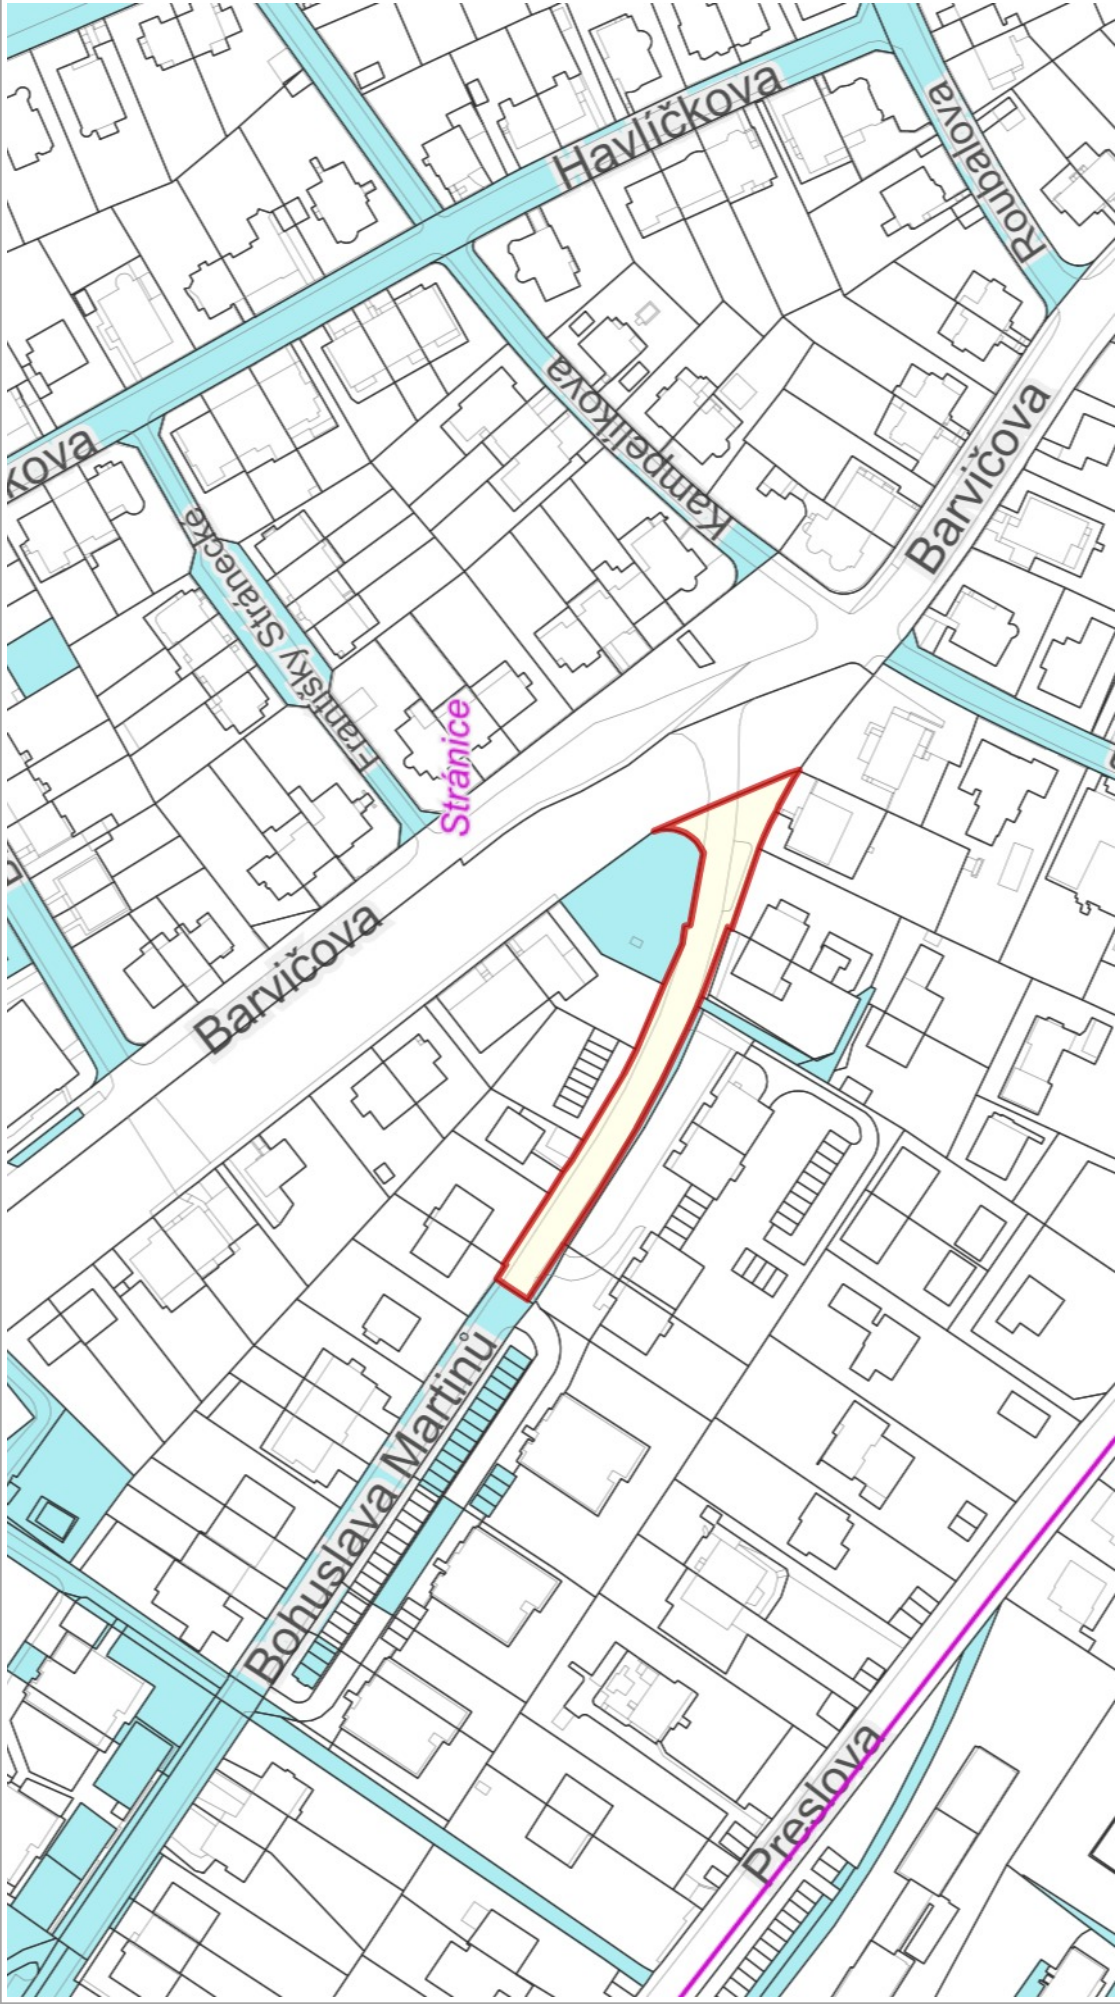 Havlíčkova
Roubalova
kova
Kampelíkova
Barvičova
Františky Stránecké
Stránice
Barvičova
Bohuslava Martinů
Preslova